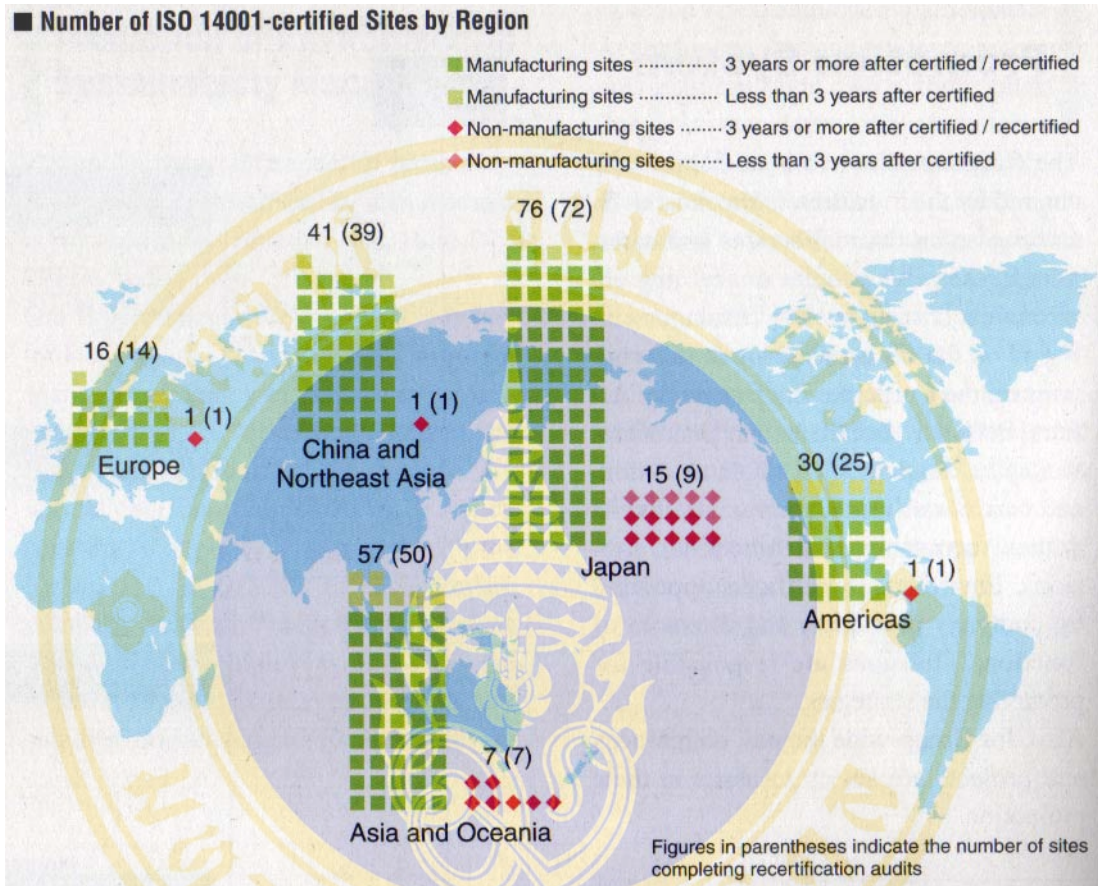 ■ Number of ISO 14001-certified Sites by Region
Manufacturing sites ............ 3 years or more after certified / recertified
Manufacturing sites ............ Less than 3 years after certified
Non-manufacturing sites ....... 3 years or more after certified / recertified
Non-manufacturing sites ....... Less than 3 years after certified
76 (72)
41 (39)
16 (14)
1 (1)
1 (1)
Europe
China and
Northeast Asia
30 (25)
15 (9)
Japan
57 (50)
1 (1)
Americas
7 (7)
Asia and Oceania
Figures in parentheses indicate the number of sites
completing recertification audits